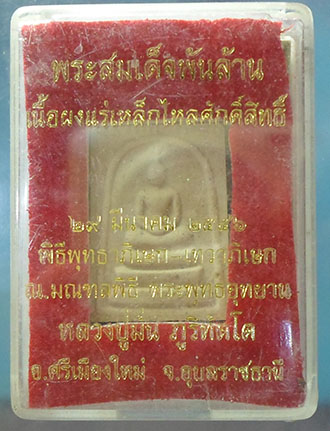 พระสมเด็จพันล้าน
เนื้อผงแร่เหล็กไหลศักดิ์สิทธิ์
๒๙ มีนาคม ๒๕๔๖
พิธีพุทธาภิเษก-เทวาภิเษก
ณ.มณฑลพิธี พระพุทธอุทยาน
หลวงปู่มั่น ภูริทัตโต
อ.ศรีเมืองใหม่ จ.อุบลราชธานี